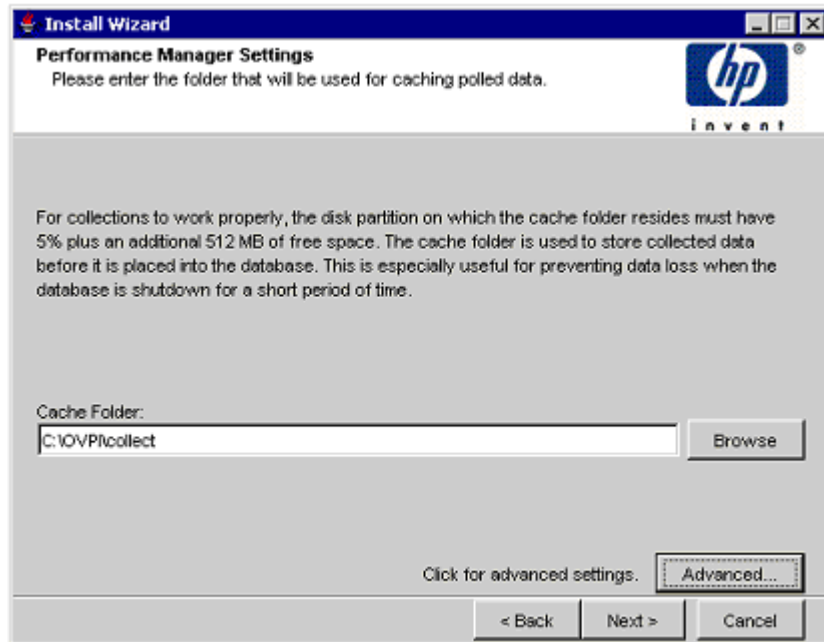 Install Wizard
Performance Manager Settings
Please enter the folder that will be used for caching polled data.
hp
®
invent
For collections to work properly, the disk partition on which the cache folder resides must have
5% plus an additional 512 MB of free space. The cache folder is used to store collected data
before it is placed into the database. This is especially useful for preventing data loss when the
database is shutdown for a short period of time.
Cache Folder:
C:\OVPI\collect
Browse
Click for advanced settings.
Advanced...
< Back
Next >
Cancel